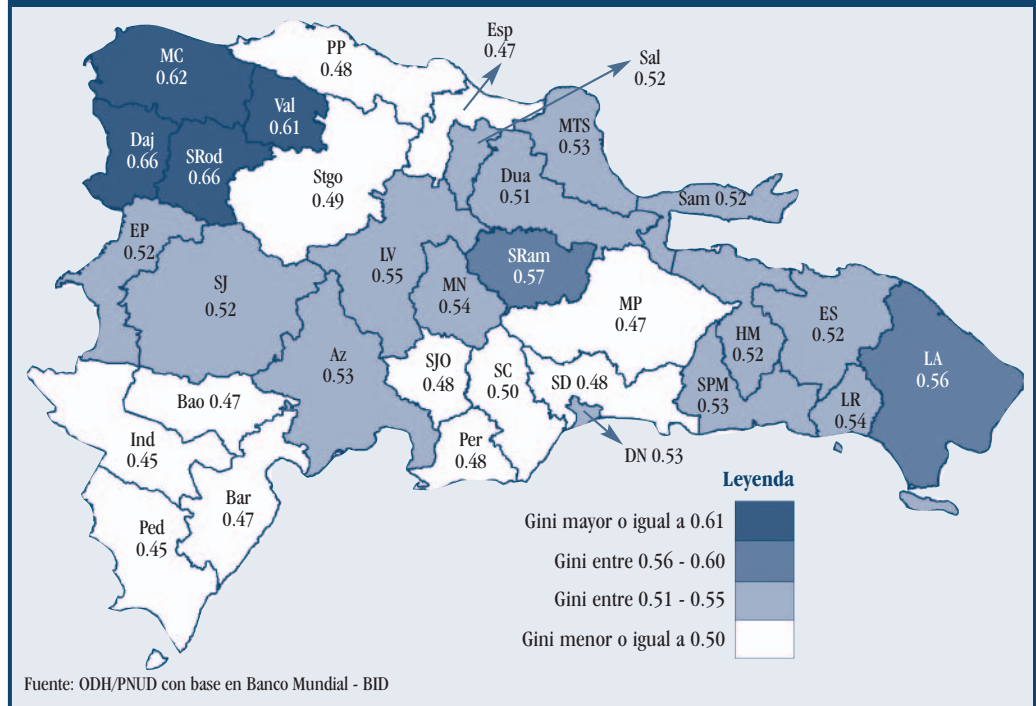 Esp
0.47
PP
0.48
Sal
0.52
MC
0.62
Val
0.61
MTS
0.53
Daj
0.66
SRod
0.66
Stgo
0.49
Dua
0.51
Sam 0.52
EP
0.52
SJ
0.52
LV
0.55
SRam
0.57
MN
0.54
MP
0.47
ES
0.52
HM
0.52
LA
0.56
Az
0.53
SJO
0.48
SC
0.50
SD 0.48
SPM
0.53
LR
0.54
Bao 0.47
Ind
0.45
Per
0.48
DN 0.53
Bar
0.47
Ped
0.45
Leyenda
Gini mayor o igual a 0.61
Gini entre 0.56 - 0.60
Gini entre 0.51 - 0.55
Gini menor o igual a 0.50
Fuente: ODH/PNUD con base en Banco Mundial - BID